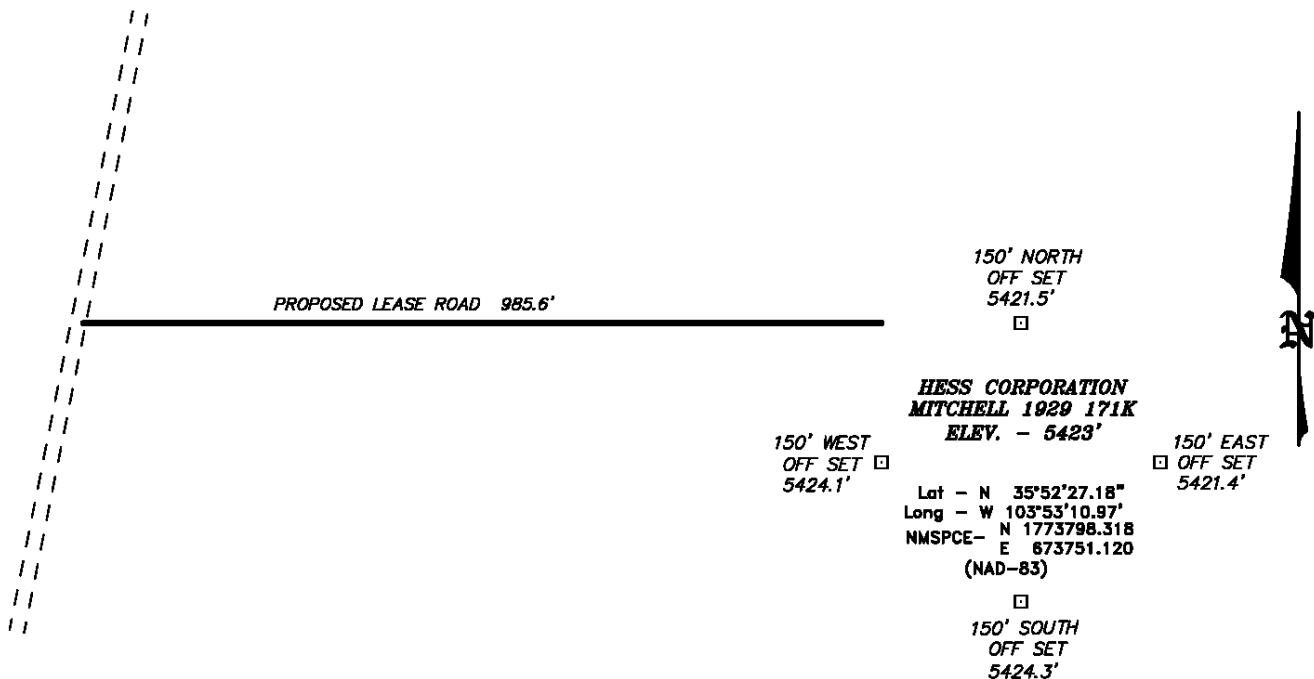 150' NORTH
OFF SET
5421.5'
PROPOSED LEASE ROAD 985.6'
N
HESS CORPORATION
MITCHELL 1929 171K
ELEV. - 5423'
150' WEST
OFF SET
5424.1'
150' EAST
OFF SET
5421.4'
Lat - N 35°52'27.18"
Long - W 103°53'10.97'
NMSPCE- N 1773798.318
E 673751.120
(NAD-83)
150' SOUTH
OFF SET
5424.3'